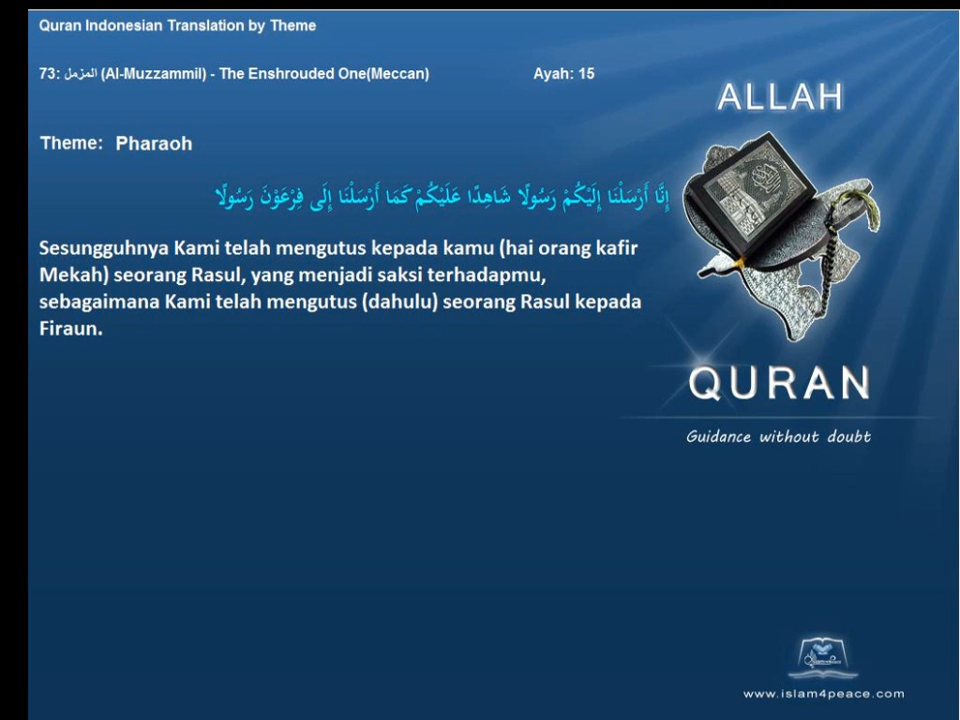 Quran Indonesian Translation by Theme
73: المزمل (Al-Muzzammil) - The Enshrouded One(Meccan) Ayah: 15
ALLAH
Theme: Pharaoh
إِنَّا أَرْسَلْنَا إِلَيْكُمْ رَسُولًا شَاهِدًا عَلَيْكُمْ كَمَا أَرْسَلْنَا إِلَى فِرْعَوْنَ رَسُولًا
Sesungguhnya Kami telah mengutus kepada kamu (hai orang kafir
Mekah) seorang Rasul, yang menjadi saksi terhadapmu,
sebagaimana Kami telah mengutus (dahulu) seorang Rasul kepada
Firaun.
QURAN
Guidance without doubt
www.islam4peace.com